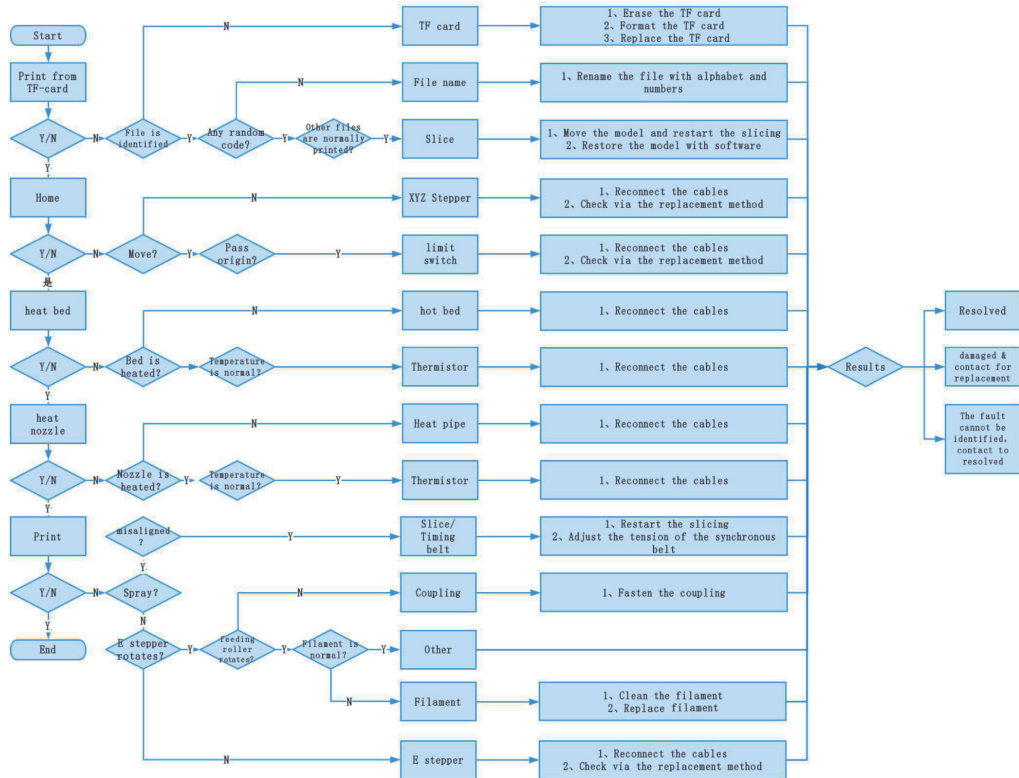 Start
N
TF card
1、Erase the TF card
2、Format the TF card
3、Replace the TF card
Print from
TF-card
N
File name
1、Rename the file with alphabet and
numbers
Y/N
N
File is
identified
Y
Any random
code?
Y
Other files
are normally
printed?
Y
Slice
1、Move the model and restart the slicing
2、Restore the model with software
Y
Home
N
XYZ Stepper
1、Reconnect the cables
2、Check via the replacement method
Y/N
N
Move?
Y
Pass
origin?
Y
limit
switch
1、Reconnect the cables
2、Check via the replacement method
是
heat bed
N
hot bed
1、Reconnect the cables
Resolved
Y/N
N
Bed is
heated?
Temperature
is normal?
Y
Thermistor
1、Reconnect the cables
Results
damaged &
contact for
replacement
Y
heat
nozzle
N
Heat pipe
1、Reconnect the cables
The fault
cannot be
identified,
contact to
resolved
Y/N
N
Nozzle is
heated?
Y
Temperature
is normal?
Y
Thermistor
1、Reconnect the cables
Y
Print
misaligned
?
Y
Slice/
Timing
belt
1、Restart the slicing
2、Adjust the tension of the synchronous
belt
Y
Y/N
N
Spray?
N
Coupling
1、Fasten the coupling
Y
N
End
E stepper
rotates?
Y
feeding
roller
rotates?
Y
Filament is
normal?
Y
Other
N
Filament
1、Clean the filament
2、Replace filament
N
E stepper
1、Reconnect the cables
2、Check via the replacement method